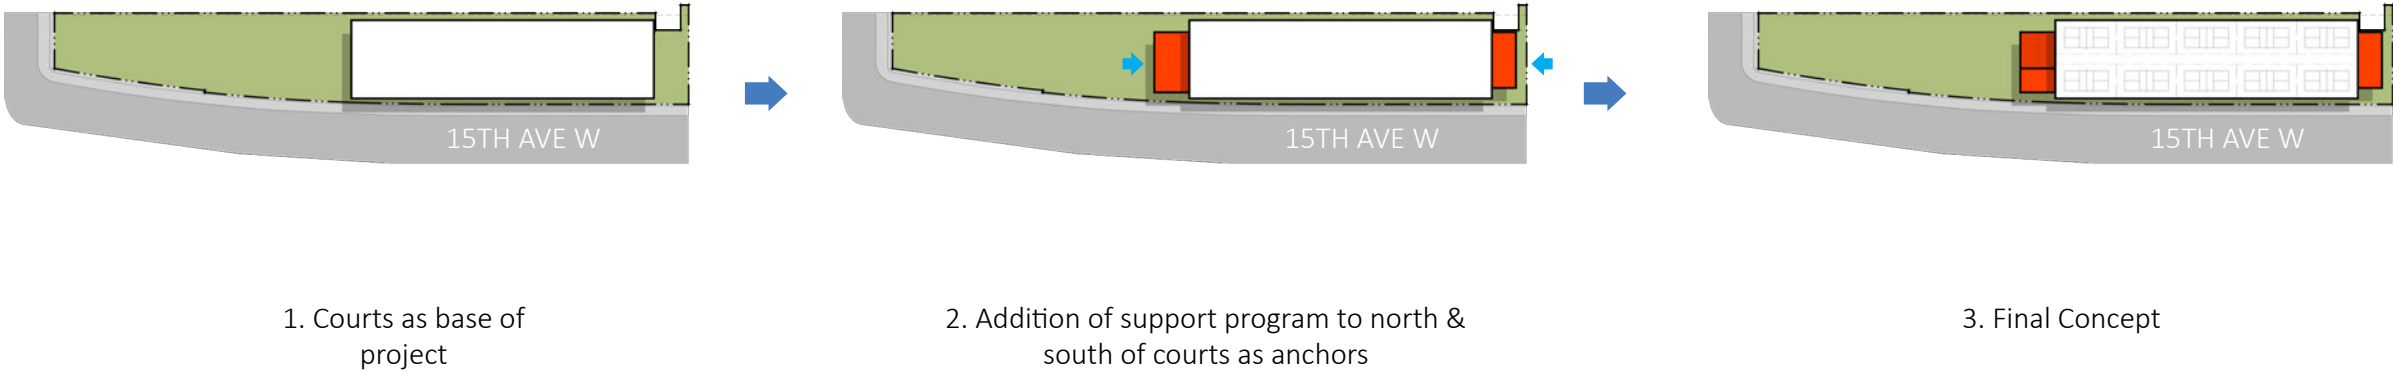 15TH AVE W
15TH AVE W
15TH AVE W
1. Courts as base of
project
2. Addition of support program to north &
south of courts as anchors
3. Final Concept